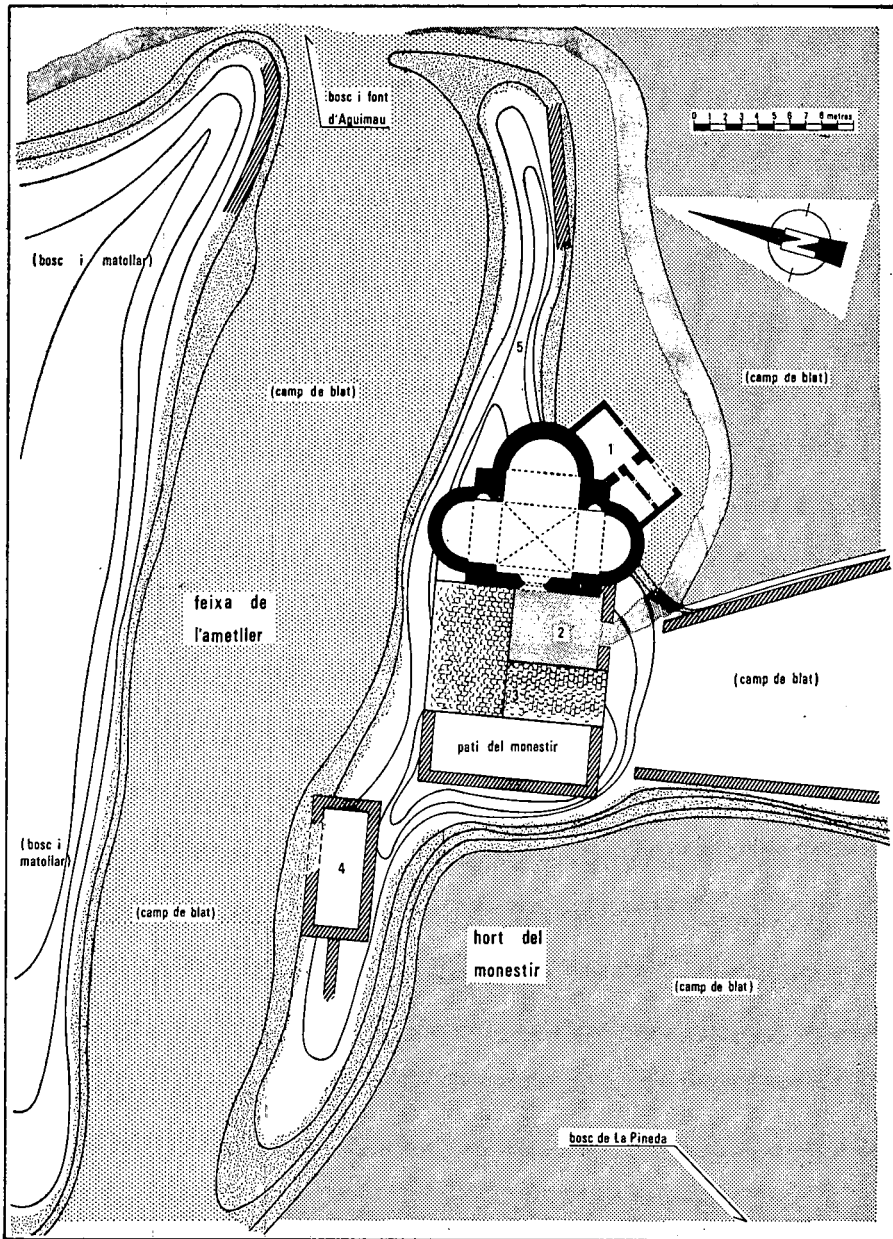 bosc i font
d'Aguimau
0 1 2 3 4 5 6 7 8 metres
N
(bosc i matollar)
5
(camp de blat)
(camp de blat)
1
feixa de
l'ametller
2
(camp de blat)
3
pati del monestir
(bosc i
matollar)
4
(camp de blat)
hort del
monestir
(camp de blat)
bosc de La Pineda